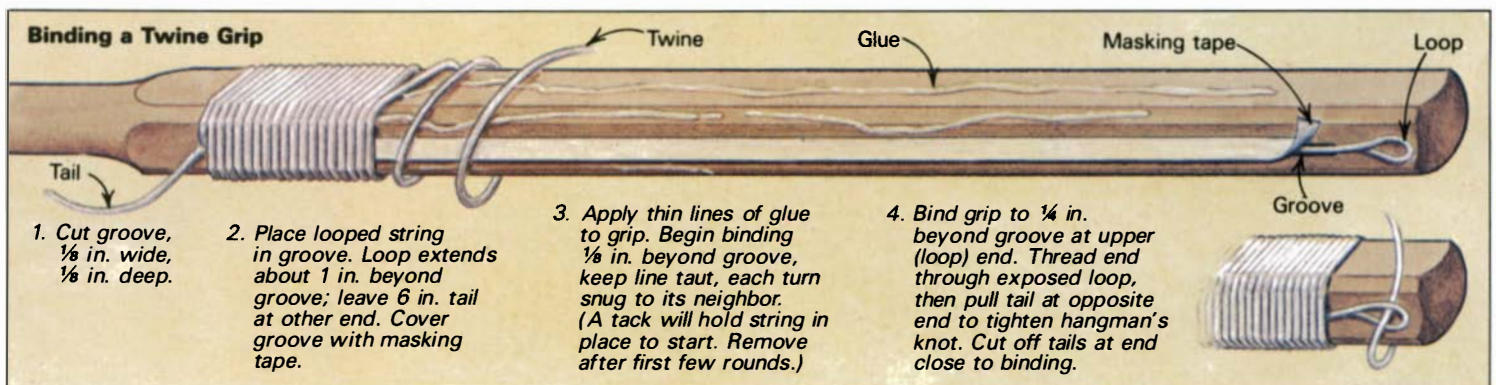 Binding a Twine Grip
Twine
Glue
Masking tape
Loop
Tail
Groove
1. Cut groove,
⅛ in. wide,
⅛ in. deep.
2. Place looped string
in groove. Loop extends
about 1 in. beyond
groove; leave 6 in. tail
at other end. Cover
groove with masking
tape.
3. Apply thin lines of glue
to grip. Begin binding
⅛ in. beyond groove,
keep line taut, each turn
snug to its neighbor.
(A tack will hold string in
place to start. Remove
after first few rounds.)
4. Bind grip to ¼ in.
beyond groove at upper
(loop) end. Thread end
through exposed loop,
then pull tail at opposite
end to tighten hangman's
knot. Cut off tails at end
close to binding.